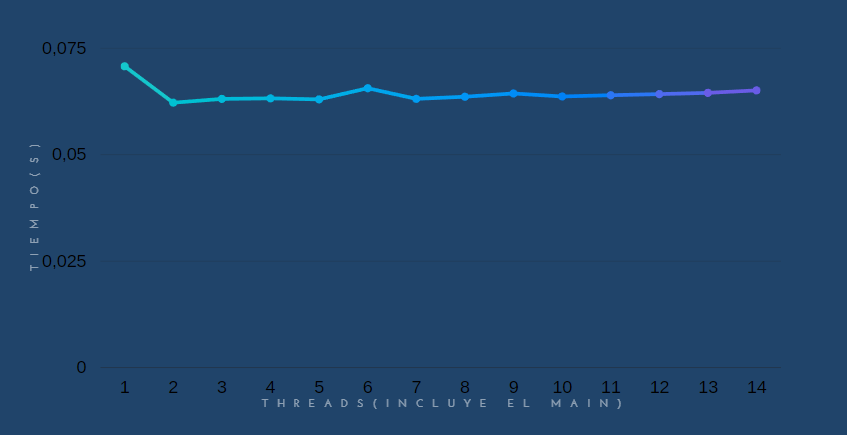 0,075
0,05
0,025
0
TIEMPO(S)
1 2 3 4 5 6 7 8 9 10 11 12 13 14
THREADS(INCLUYE EL MAIN)